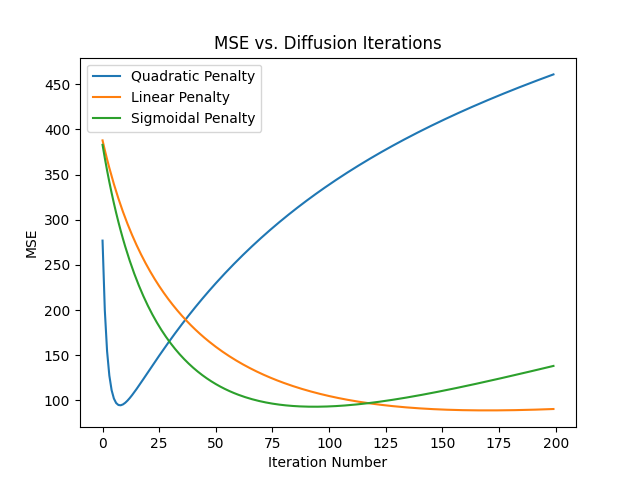 MSE vs. Diffusion Iterations
Quadratic Penalty
Linear Penalty
Sigmoidal Penalty
450
400
350
300
250
200
150
100
MSE
0 25 50 75 100 125 150 175 200
Iteration Number